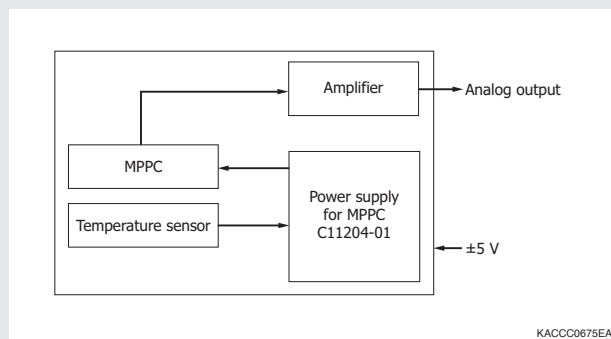 Amplifier
Analog output
MPPC
Power supply
for MPPC
C11204-01
Temperature sensor
±5 V
KACCC0675EA